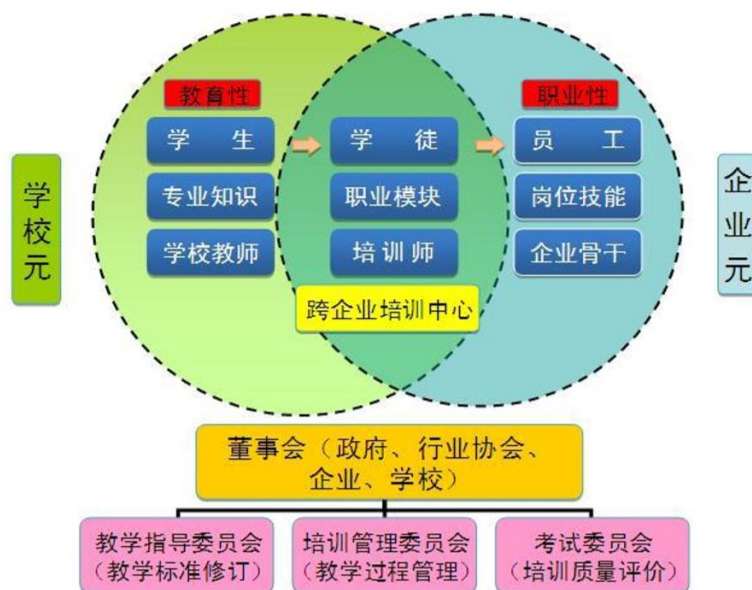 教育性
职业性
学生
学徒
员工
专业知识
职业模块
岗位技能
学校教师
培训师
企业骨干
跨企业培训中心
学校元
企业元
董事会（政府、行业协会、
企业、学校）
教学指导委员会
（教学标准修订）
培训管理委员会
（教学过程管理）
考试委员会
（培训质量评价）